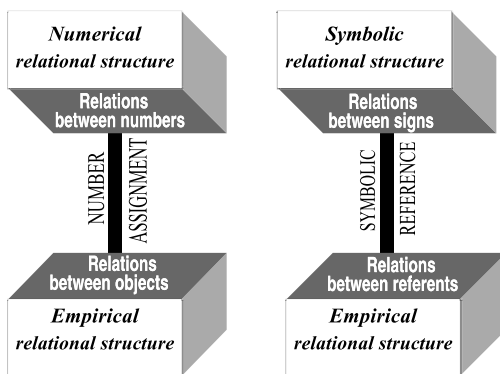 Numerical
relational structure
Relations
between numbers
NUMBER
ASSIGNMENT
Relations
between objects
Empirical
relational structure
Symbolic
relational structure
Relations
between signs
SYMBOLIC
REFERENCE
Relations
between referents
Empirical
relational structure